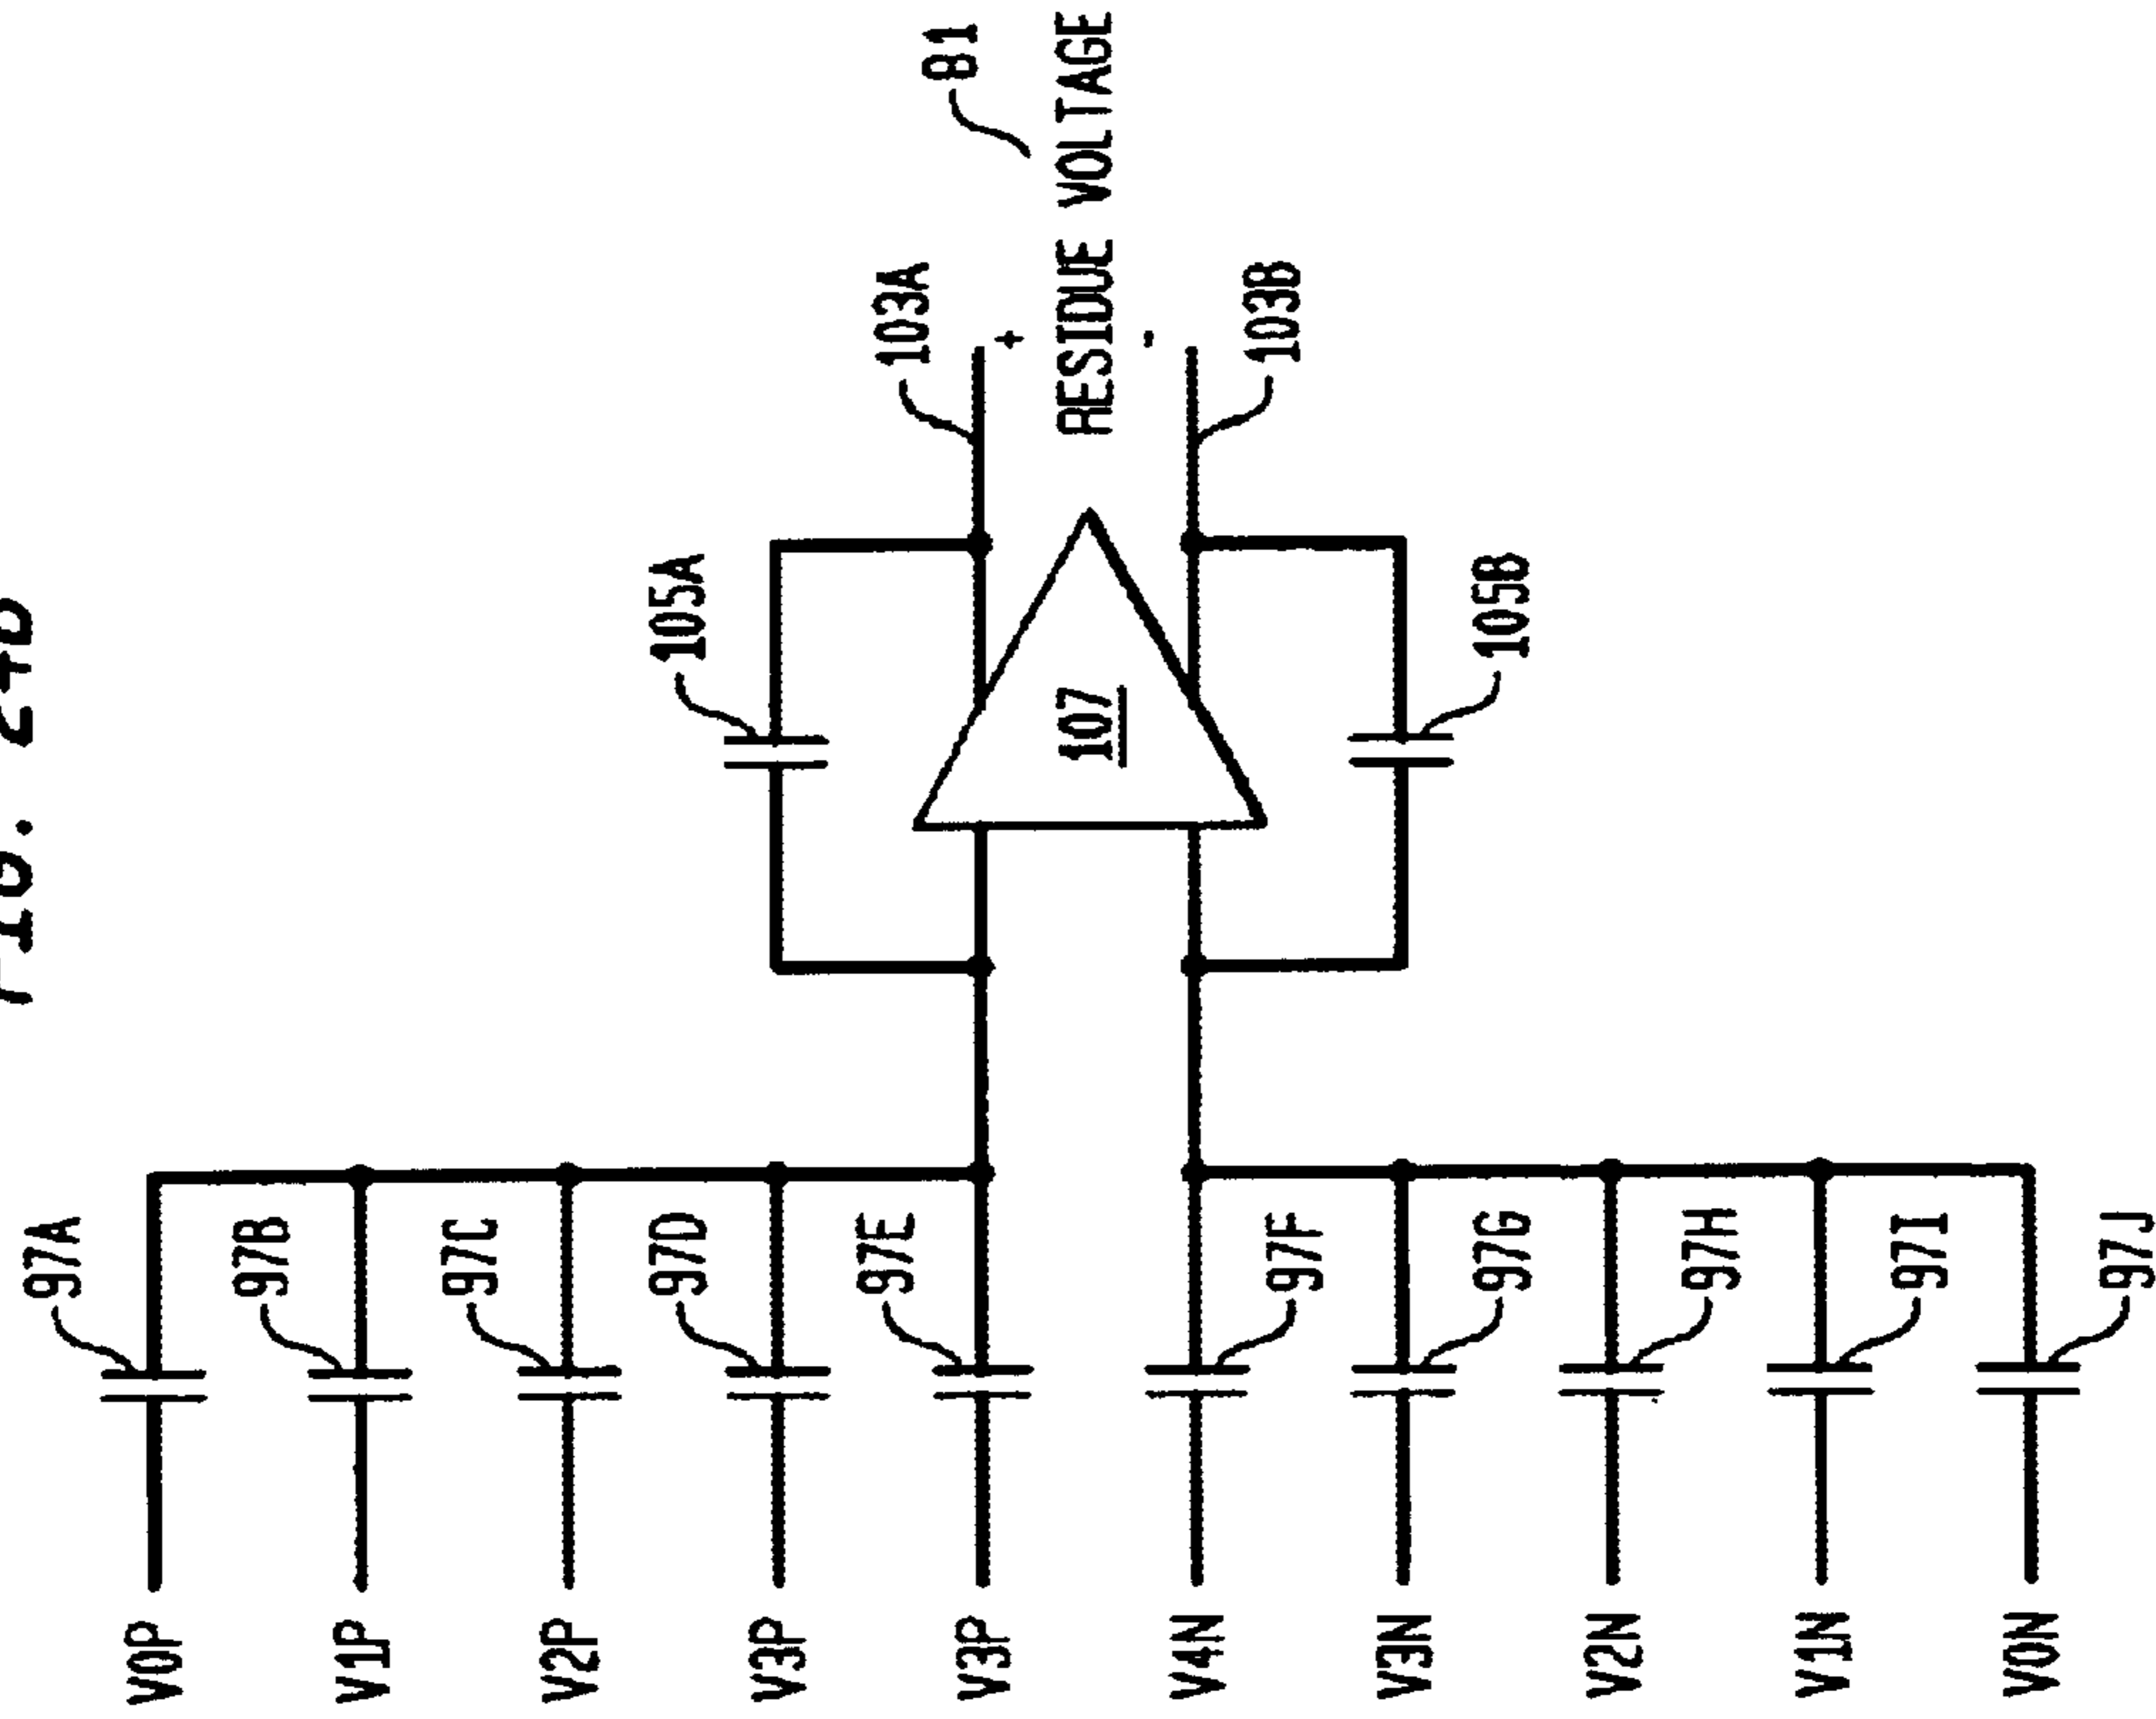 FIG.
97A
V0P
97B
V1P
97C
V2P
97D
105A
V3P
97E
103A
81
V3P
107
RESIDUE VOLTAGE
+
-
V4N
97F
103B
V3N
97G
105B
V2N
97H
V1N
97I
V0N
97J